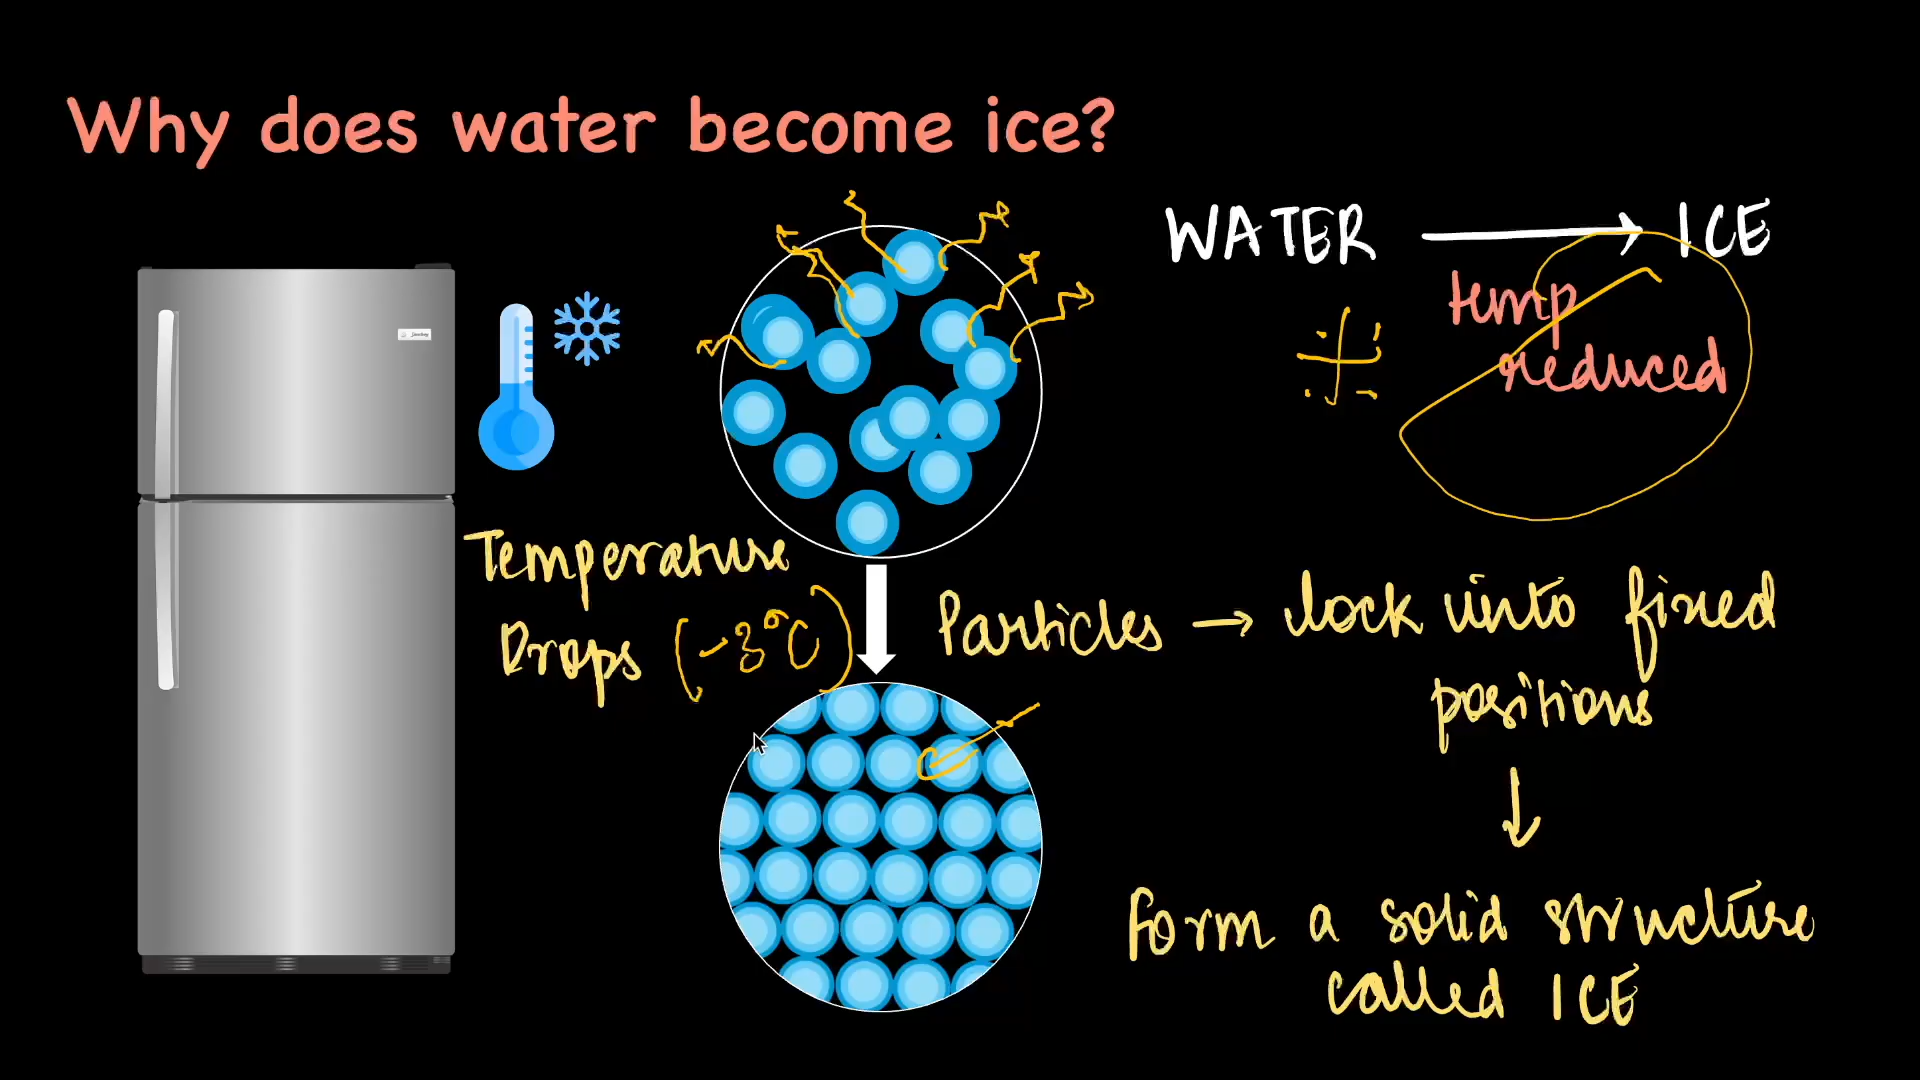 Why does water become ice?
WATER → ICE
temp
reduced
Temperature
Drops (-3°C)
Particles → lock into fixed
positions
↓
Form a solid structure
called ICE